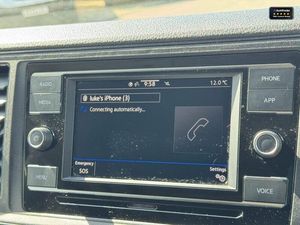 RADIO
MEDIA
MENU
9:58
12.0 °C
luke's iPhone (3)
Connecting automatically...
Emergency
SOS
Settings
PHONE
APP
VOICE